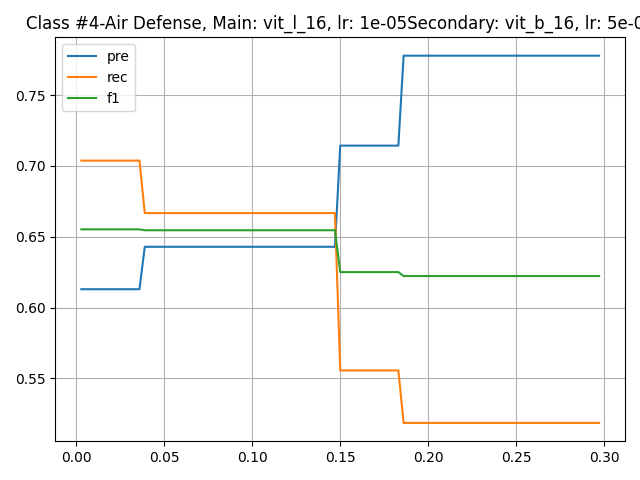 Class #4-Air Defense, Main: vit_l_16, lr: 1e-05Secondary: vit_b_16, lr: 5e-0
pre
rec
f1
0.75
0.70
0.65
0.60
0.55
0.00 0.05 0.10 0.15 0.20 0.25 0.30